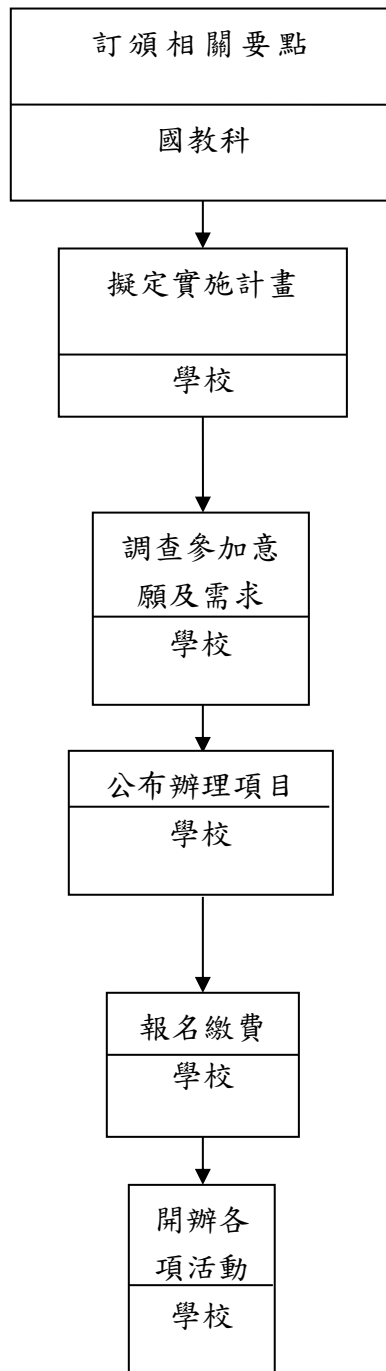 訂頒相關要點
國教科
擬定實施計畫
學校
調查參加意
願及需求
學校
公布辦理項目
學校
報名繳費
學校
開辦各
項活動
學校